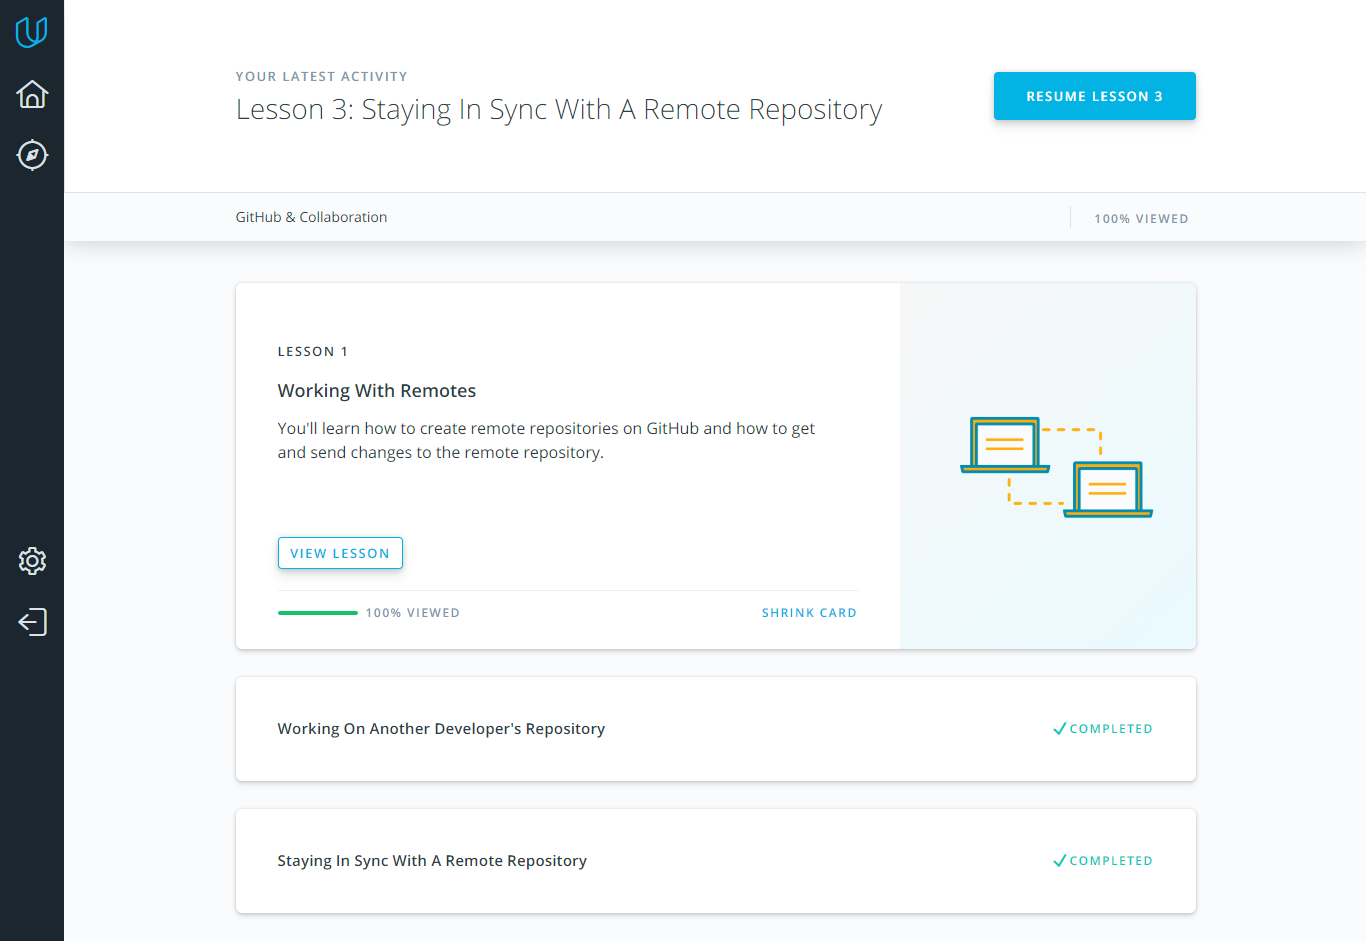 YOUR LATEST ACTIVITY
Lesson 3: Staying In Sync With A Remote Repository
RESUME LESSON 3
GitHub & Collaboration
100% VIEWED
LESSON 1
Working With Remotes
You'll learn how to create remote repositories on GitHub and how to get
and send changes to the remote repository.
VIEW LESSON
100% VIEWED
SHRINK CARD
Working On Another Developer's Repository
COMPLETED
Staying In Sync With A Remote Repository
COMPLETED